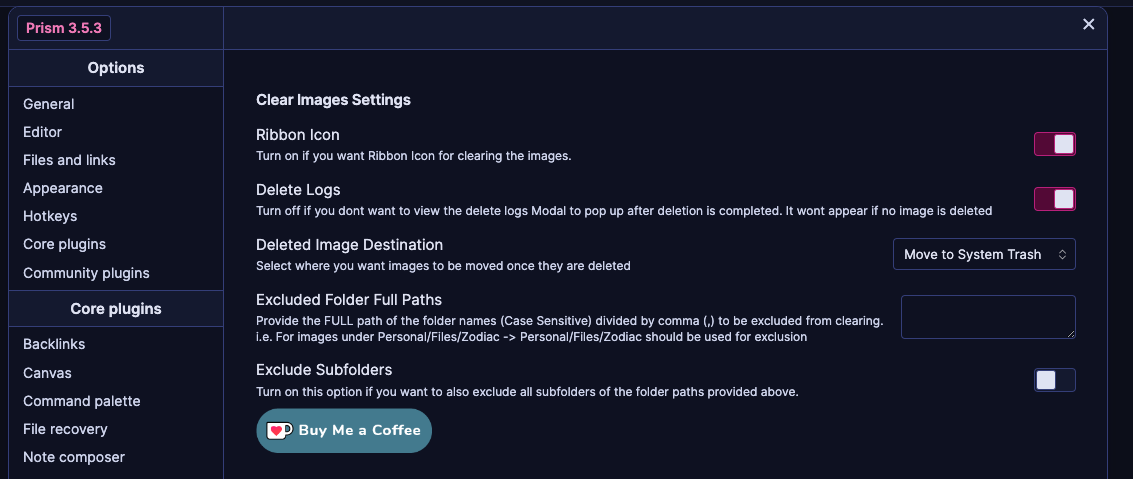 Prism 3.5.3
Options
General
Editor
Files and links
Appearance
Hotkeys
Core plugins
Community plugins
Core plugins
Backlinks
Canvas
Command palette
File recovery
Note composer
Clear Images Settings
Ribbon Icon
Turn on if you want Ribbon Icon for clearing the images.
Delete Logs
Turn off if you dont want to view the delete logs Modal to pop up after deletion is completed. It wont appear if no image is deleted
Deleted Image Destination
Select where you want images to be moved once they are deleted
Move to System Trash
Excluded Folder Full Paths
Provide the FULL path of the folder names (Case Sensitive) divided by comma (,) to be excluded from clearing.
i.e. For images under Personal/Files/Zodiac -> Personal/Files/Zodiac should be used for exclusion
Exclude Subfolders
Turn on this option if you want to also exclude all subfolders of the folder paths provided above.
Buy Me a Coffee